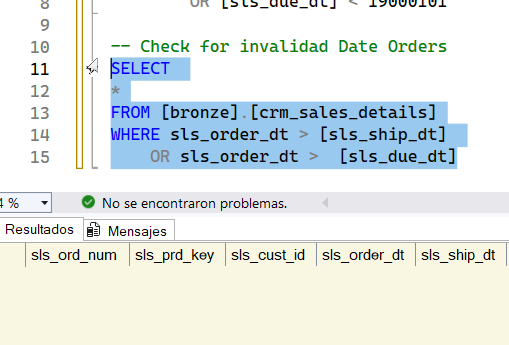 8 OR [sls_due_dt] < 19000101
9
10 -- Check for invalidad Date Orders
11 SELECT
12 *
13 FROM [bronze].[crm_sales_details]
14 WHERE sls_order_dt > [sls_ship_dt]
15 OR sls_order_dt > [sls_due_dt]
4 % No se encontraron problemas.
Resultados Mensajes
sls_ord_num sls_prd_key sls_cust_id sls_order_dt sls_ship_dt